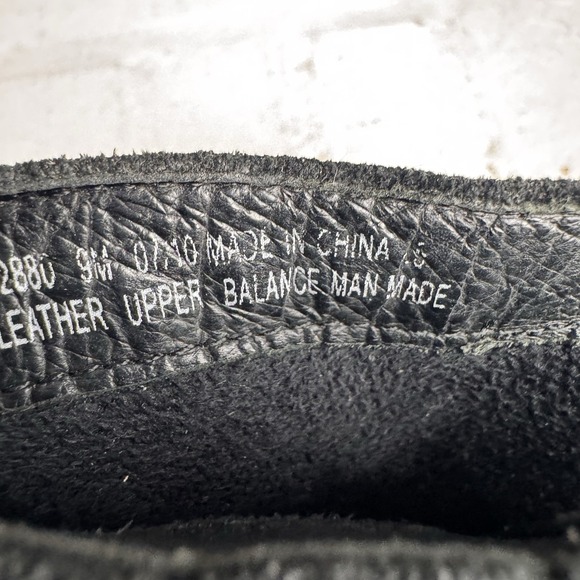 2880 9M 07/10 MADE IN CHINA
LEATHER UPPER BALANCE MAN MADE